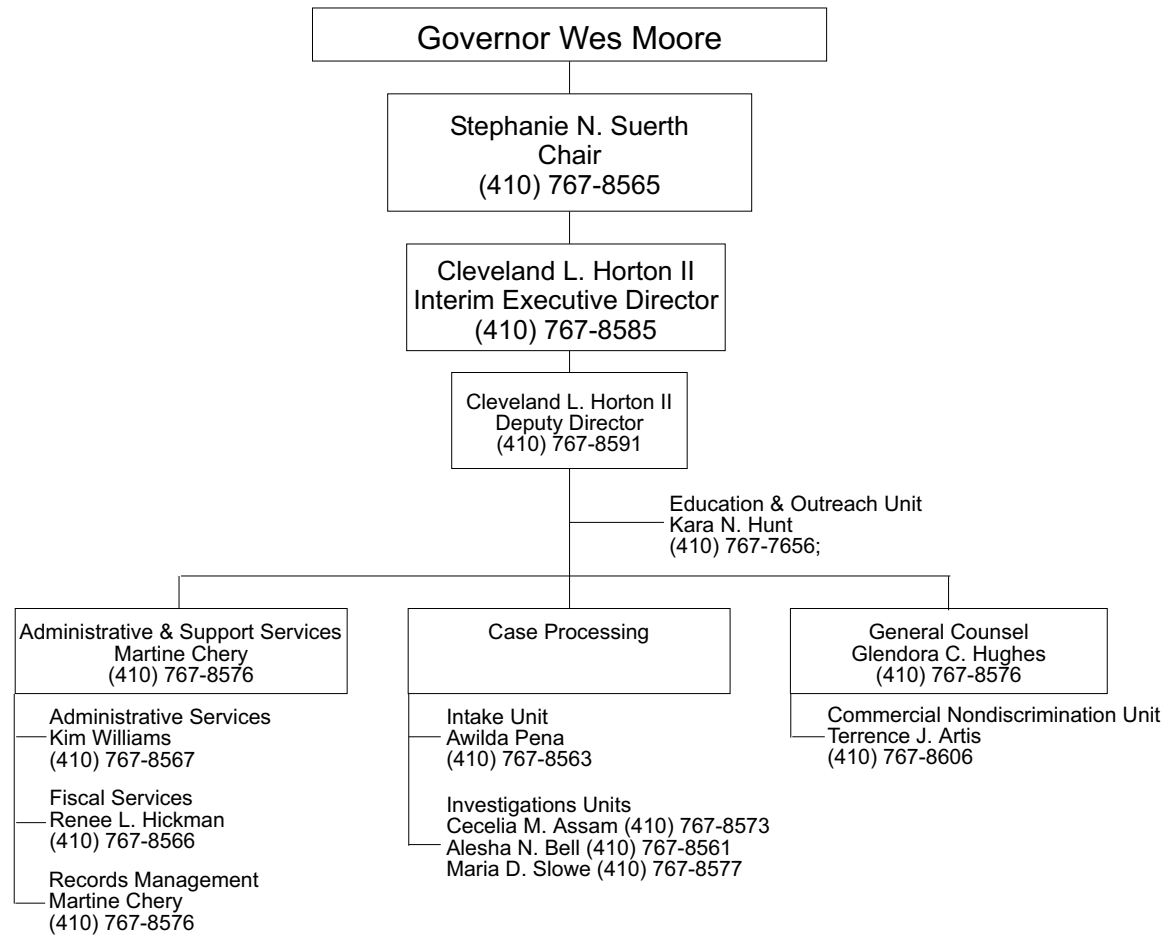 Governor Wes Moore
Stephanie N. Suerth
Chair
(410) 767-8565
Cleveland L. Horton II
Interim Executive Director
(410) 767-8585
Cleveland L. Horton II
Deputy Director
(410) 767-8591
Education & Outreach Unit
Kara N. Hunt
(410) 767-7656;
Administrative & Support Services
Martine Chery
(410) 767-8576
Administrative Services
Kim Williams
(410) 767-8567
Fiscal Services
Renee L. Hickman
(410) 767-8566
Records Management
Martine Chery
(410) 767-8576
Case Processing
Intake Unit
Awilda Pena
(410) 767-8563
Investigations Units
Cecelia M. Assam (410) 767-8573
Alesha N. Bell (410) 767-8561
Maria D. Slowe (410) 767-8577
General Counsel
Glendora C. Hughes
(410) 767-8576
Commercial Nondiscrimination Unit
Terrence J. Artis
(410) 767-8606